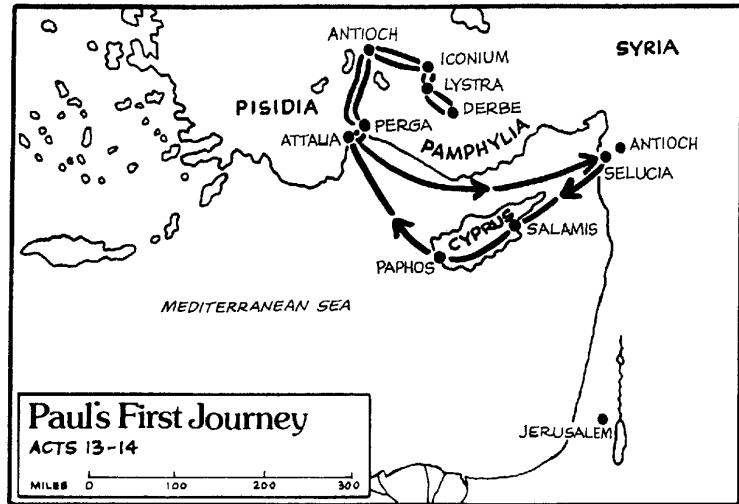 ANTIOCH
SYRIA
ICONIUM
LYSTRA
PISIDIA
DERBE
PERGA
ATTALIA
PAMPHYLIA
ANTIOCH
SELUCIA
CYPRUS
SALAMIS
PAPHOS
MEDITERRANEAN SEA
Paul's First Journey
ACTS 13-14
JERUSALEM
MILES 0 100 200 300